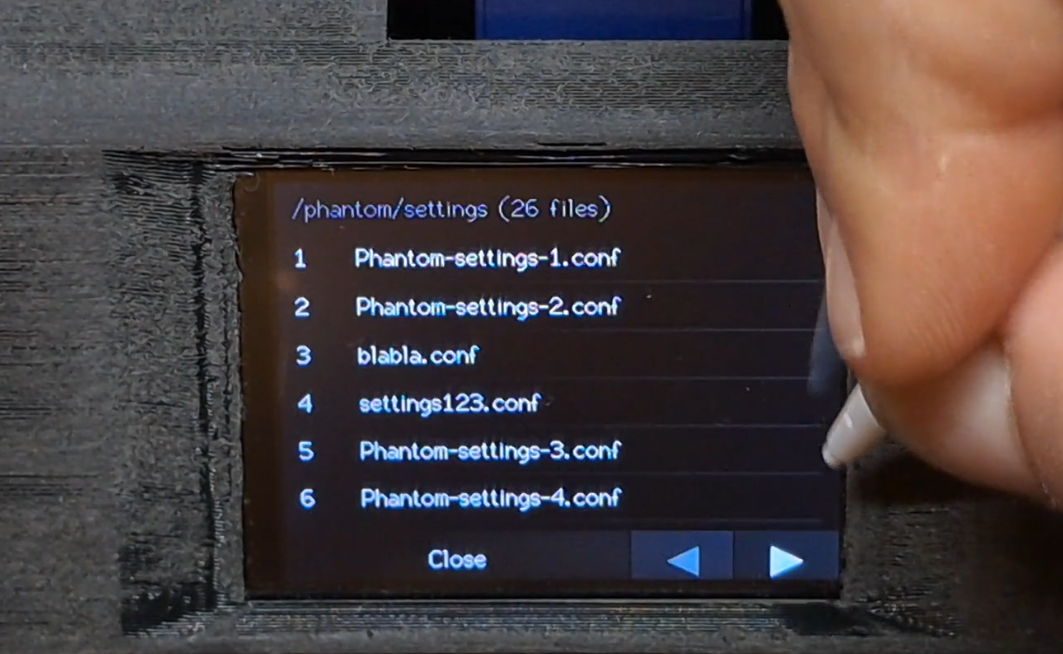 /phantom/settings (26 files)
1 Phantom-settings-1.conf
2 Phantom-settings-2.conf
3 blabla.conf
4 settings123.conf
5 Phantom-settings-3.conf
6 Phantom-settings-4.conf
Close